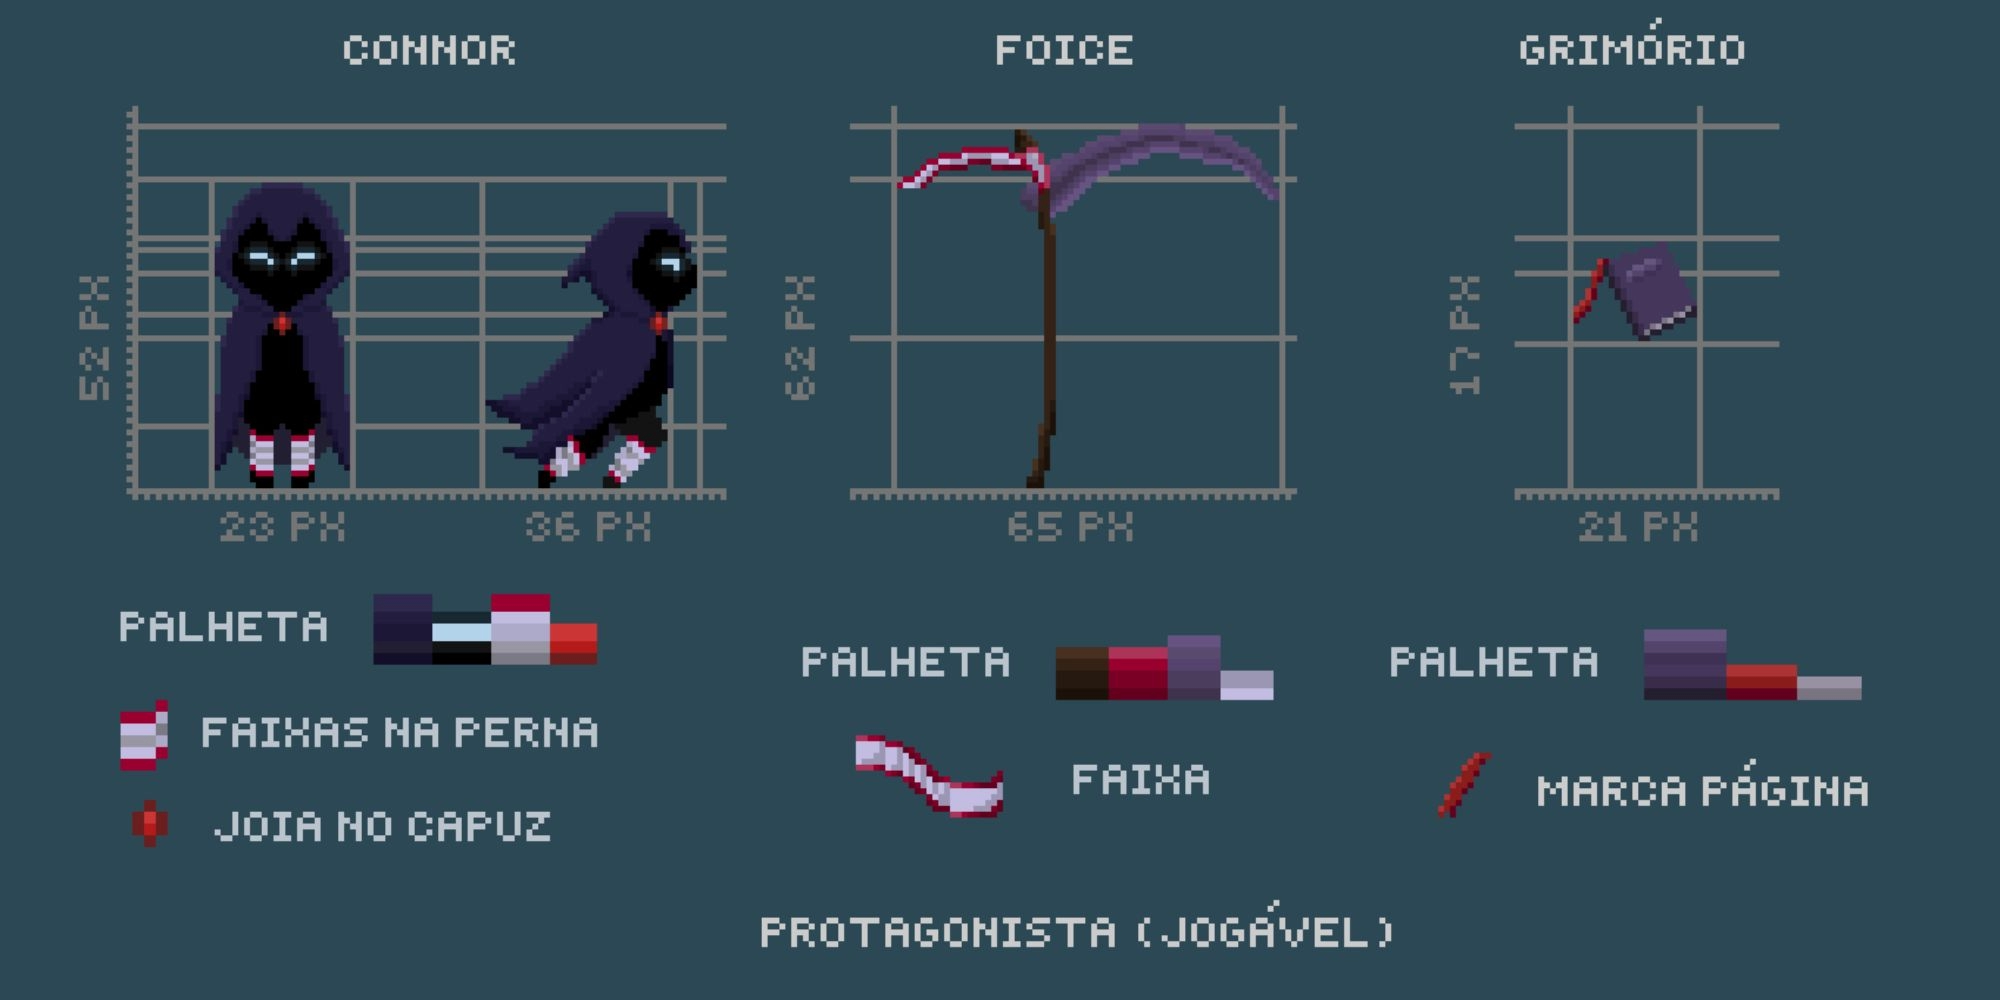 CONNOR
FOICE
GRIMÓRIO
52 PX
62 PX
17 PX
23 PX
36 PX
65 PX
21 PX
PALHETA
PALHETA
PALHETA
FAIXAS NA PERNA
FAIXA
MARCA PÁGINA
JOIA NO CAPUZ
PROTAGONISTA (JOGÁVEL)